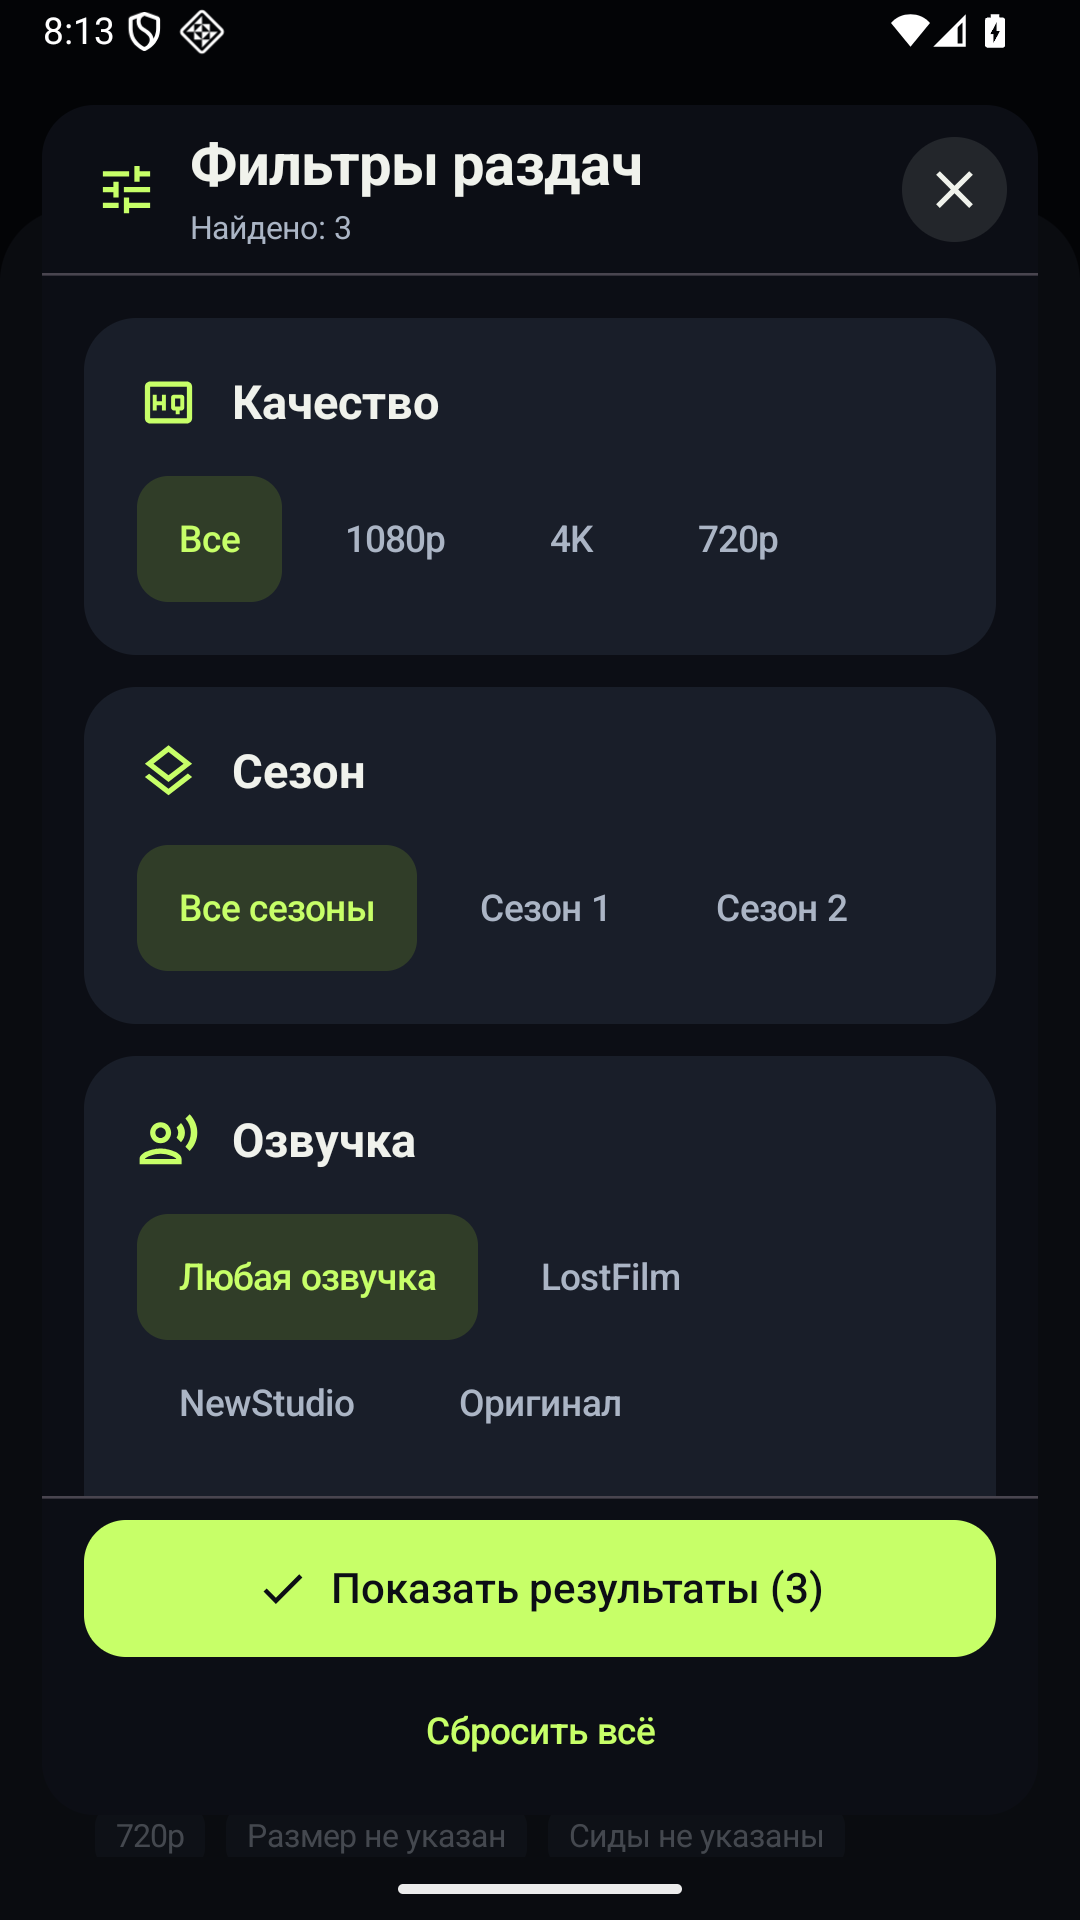 8:13
Фильтры раздач
Найдено: 3
HQ Качество
Все 1080p 4K 720p
Сезон
Все сезоны Сезон 1 Сезон 2
Озвучка
Любая озвучка LostFilm
NewStudio Оригинал
Показать результаты (3)
Сбросить всё
720p Размер не указан Сиды не указаны